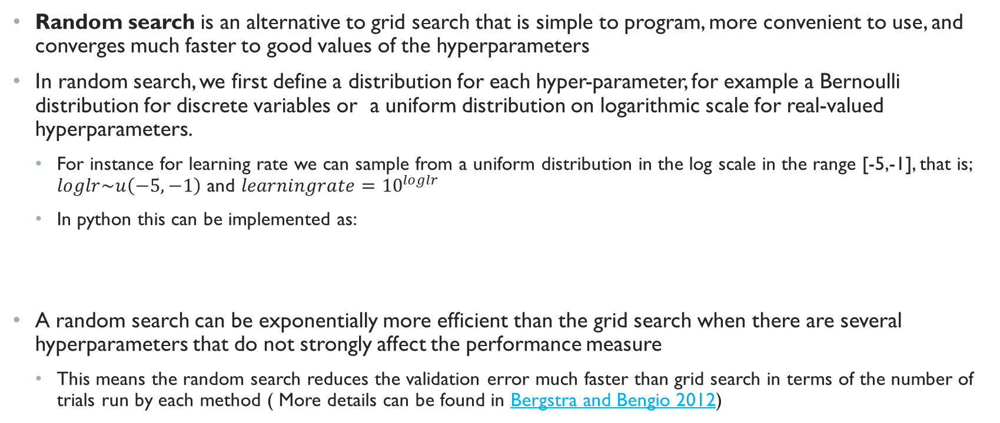 • Random search is an alternative to grid search that is simple to program, more convenient to use, and
converges much faster to good values of the hyperparameters
• In random search, we first define a distribution for each hyper-parameter, for example a Bernoulli
distribution for discrete variables or  a uniform distribution on logarithmic scale for real-valued
hyperparameters.
• For instance for learning rate we can sample from a uniform distribution in the log scale in the range [-5,-1], that is;
loglr~u(−5, −1) and learningrate = 10^loglr
• In python this can be implemented as:
• A random search can be exponentially more efficient than the grid search when there are several
hyperparameters that do not strongly affect the performance measure
• This means the random search reduces the validation error much faster than grid search in terms of the number of
trials run by each method ( More details can be found in Bergstra and Bengio 2012)